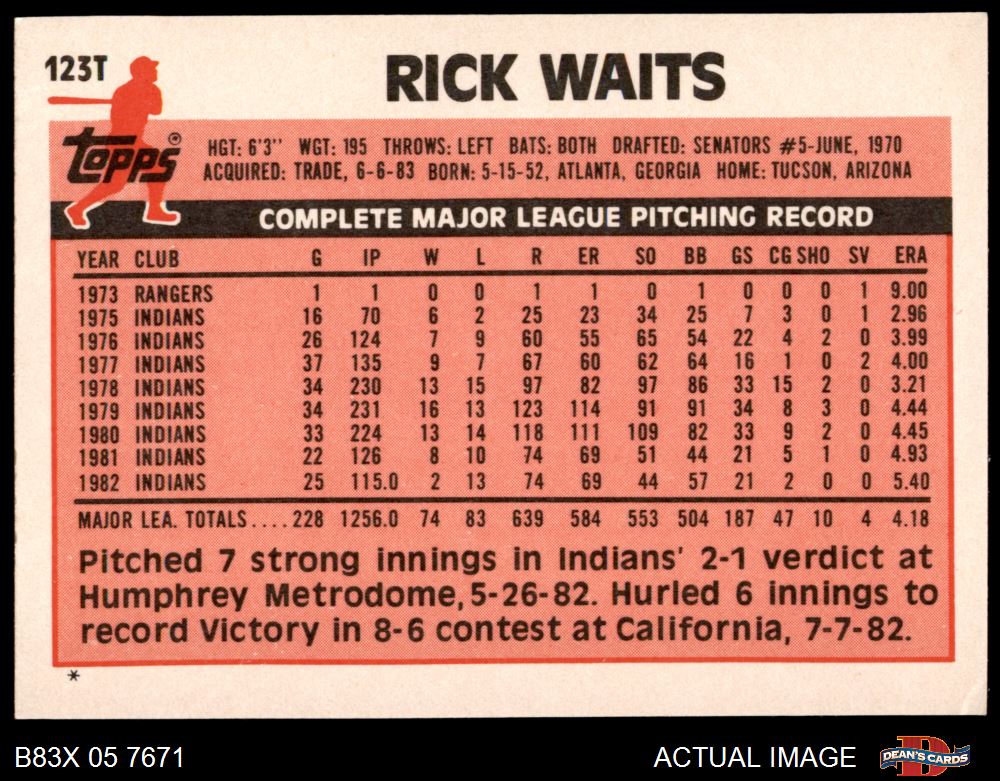 123T
RICK WAITS
topps
HGT: 6'3" WGT: 195 THROWS: LEFT BATS: BOTH DRAFTED: SENATORS #5-JUNE, 1970
ACQUIRED: TRADE, 6-6-83 BORN: 5-15-52, ATLANTA, GEORGIA HOME: TUCSON, ARIZONA
COMPLETE MAJOR LEAGUE PITCHING RECORD
YEAR CLUB G IP W L R ER SO BB GS CG SHO SV ERA
1973 RANGERS 1 1 0 0 1 1 0 1 0 0 0 1 9.00
1975 INDIANS 16 70 6 2 25 23 34 25 7 3 0 1 2.96
1976 INDIANS 26 124 7 9 60 55 65 54 22 4 2 0 3.99
1977 INDIANS 37 135 9 7 67 60 62 64 16 1 0 2 4.00
1978 INDIANS 34 230 13 15 97 82 97 86 33 15 2 0 3.21
1979 INDIANS 34 231 16 13 123 114 91 91 34 8 3 0 4.44
1980 INDIANS 33 224 13 14 118 111 109 82 33 9 2 0 4.45
1981 INDIANS 22 126 8 10 74 69 51 44 21 5 1 0 4.93
1982 INDIANS 25 115.0 2 13 74 69 44 57 21 2 0 0 5.40
MAJOR LEA. TOTALS.... 228 1256.0 74 83 639 584 553 504 187 47 10 4 4.18
Pitched 7 strong innings in Indians' 2-1 verdict at
Humphrey Metrodome, 5-26-82. Hurled 6 innings to
record Victory in 8-6 contest at California, 7-7-82.
*
B83X 05 7671
ACTUAL IMAGE
DEAN'S CARDS